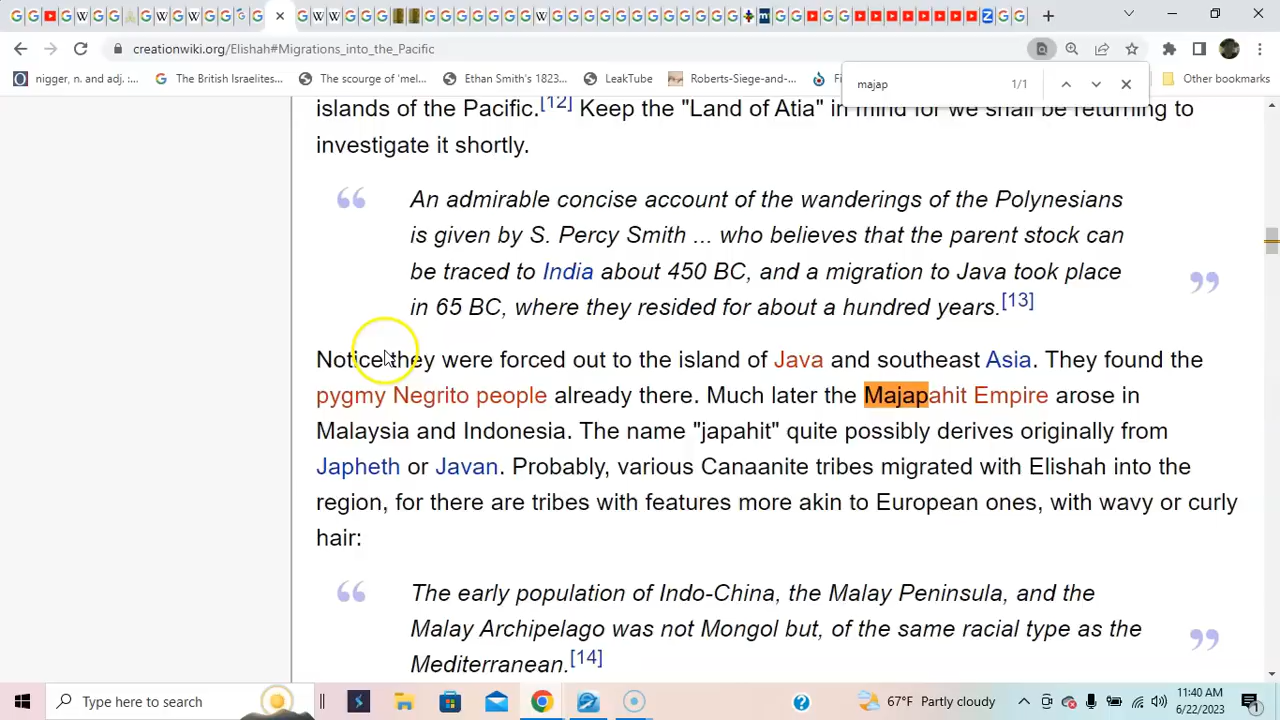 creationwiki.org/Elishah#Migrations_into_the_Pacific
nigger, n. and adj. :...
The British Israelites...
The scourge of 'mel...
Ethan Smith's 1823...
LeakTube
Roberts-Siege-and-...
Fi
Other bookmarks
majap
1/1
islands of the Pacific.[12] Keep the "Land of Atia" in mind for we shall be returning to
investigate it shortly.
An admirable concise account of the wanderings of the Polynesians
is given by S. Percy Smith ... who believes that the parent stock can
be traced to India about 450 BC, and a migration to Java took place
in 65 BC, where they resided for about a hundred years.[13]
Notice they were forced out to the island of Java and southeast Asia. They found the
pygmy Negrito people already there. Much later the Majapahit Empire arose in
Malaysia and Indonesia. The name "japahit" quite possibly derives originally from
Japheth or Javan. Probably, various Canaanite tribes migrated with Elishah into the
region, for there are tribes with features more akin to European ones, with wavy or curly
hair:
The early population of Indo-China, the Malay Peninsula, and the
Malay Archipelago was not Mongol but, of the same racial type as the
Mediterranean.[14]
Type here to search
67°F Partly cloudy
11:40 AM
6/22/2023